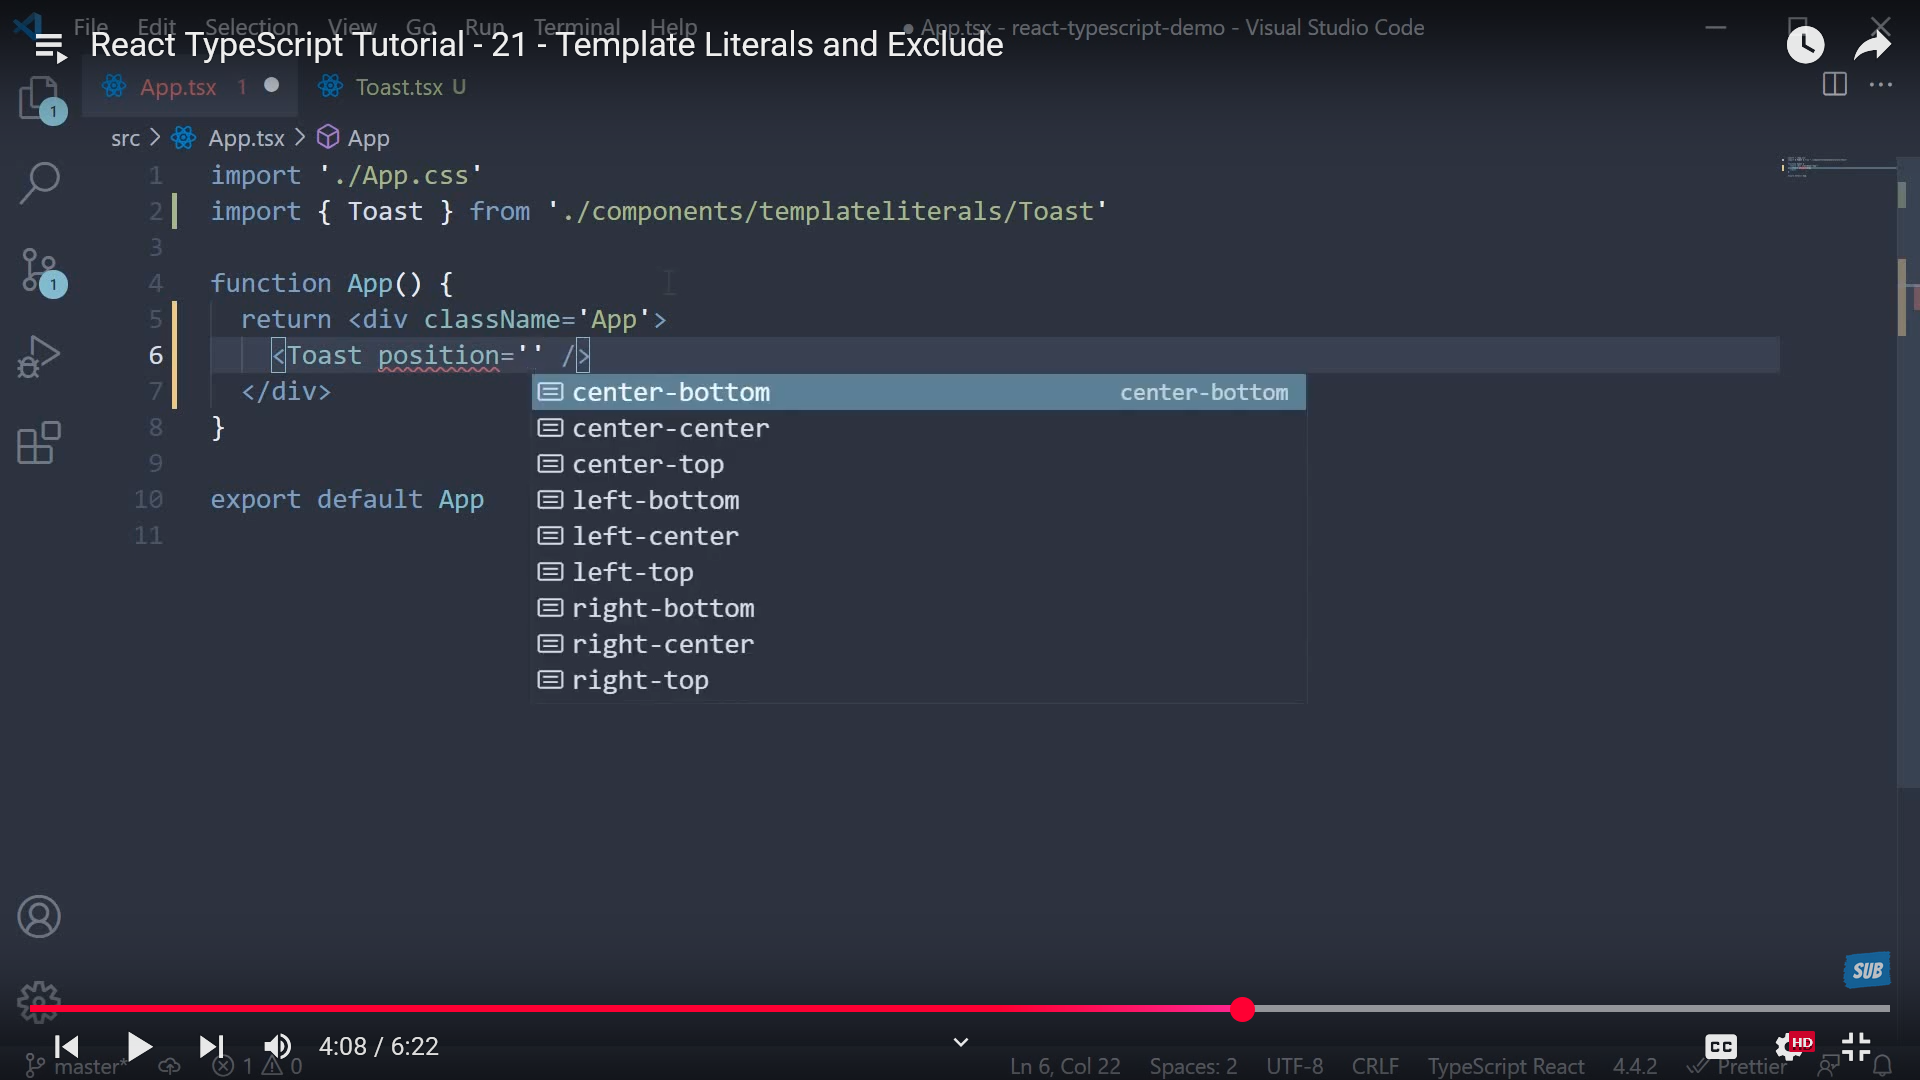 File Edit Selection View Go Run Terminal Help ● App.tsx - react-typescript-demo - Visual Studio Code
React TypeScript Tutorial - 21 - Template Literals and Exclude
App.tsx 1 ● Toast.tsx U
1
src > App.tsx > App
1 import './App.css'
2 import { Toast } from './components/templateliterals/Toast'
3
4 function App() {
1
5 return <div className='App'>
6 <Toast position='' />
7 </div>
8 }
9
10 export default App
11
center-bottom center-bottom
center-center
center-top
left-bottom
left-center
left-top
right-bottom
right-center
right-top
SUB
4:08 / 6:22
CC HD
master* 1 0 Ln 6, Col 22 Spaces: 2 UTF-8 CRLF TypeScript React 4.4.2 Prettier